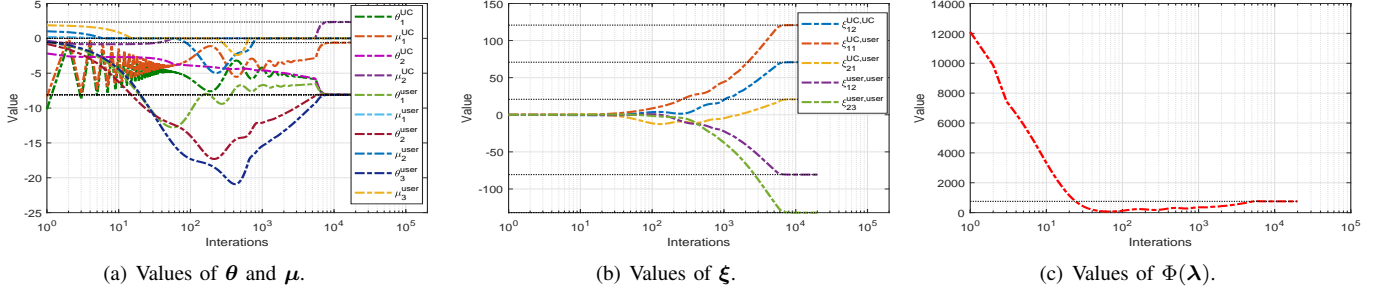 5
0
-5
-10
-15
-20
-25
Value
10^0
10^1
10^2
10^3
10^4
10^5
Interations
θ_1^UC
μ_1^UC
θ_2^UC
μ_2^UC
θ_1^user
μ_1^user
θ_2^user
μ_2^user
θ_3^user
μ_3^user
(a) Values of θ and μ.
150
100
50
0
-50
-100
Value
10^0
10^1
10^2
10^3
10^4
10^5
Interations
ξ_12^UC,UC
ξ_11^UC,user
ξ_21^UC,user
ξ_12^user,user
ξ_23^user,user
(b) Values of ξ.
14000
12000
10000
8000
6000
4000
2000
0
Value
10^0
10^1
10^2
10^3
10^4
10^5
Interations
(c) Values of Φ(λ).